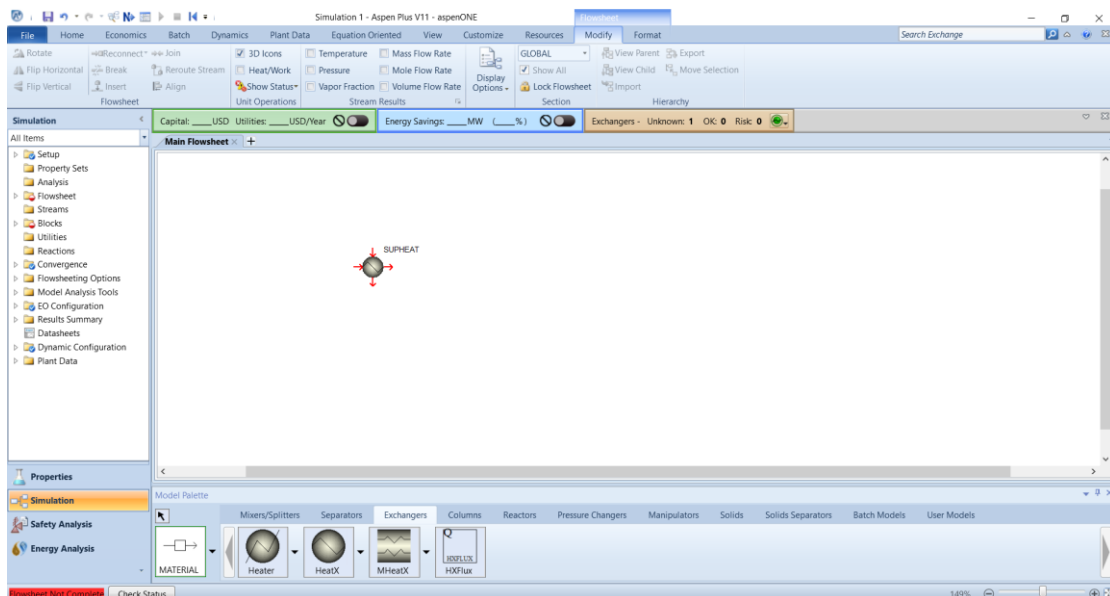 Simulation 1 - Aspen Plus V11 - aspenONE
Flowsheet
File Home Economics Batch Dynamics Plant Data Equation Oriented View Customize Resources Modify Format Search Exchange
Rotate Reconnect Join 3D Icons Temperature Mass Flow Rate GLOBAL View Parent Export
Flip Horizontal Break Reroute Stream Heat/Work Pressure Mole Flow Rate Display Options Show All View Child Move Selection
Flip Vertical Insert Align Show Status Vapor Fraction Volume Flow Rate Lock Flowsheet Import
Flowsheet Unit Operations Stream Results Section Hierarchy
Simulation Capital: ____USD Utilities: ____USD/Year Energy Savings: ____MW (____%) Exchangers - Unknown: 1 OK: 0 Risk: 0
All Items Main Flowsheet
Setup
Property Sets
Analysis
Flowsheet
Streams
Blocks
Utilities
Reactions
Convergence
Flowsheeting Options
Model Analysis Tools
EO Configuration
Results Summary
Datasheets
Dynamic Configuration
Plant Data
SUPHEAT
Properties
Simulation
Safety Analysis
Energy Analysis
Model Palette
Mixers/Splitters Separators Exchangers Columns Reactors Pressure Changers Manipulators Solids Solids Separators Batch Models User Models
Q
HXFLUX
MATERIAL Heater HeatX MHeatX HXFlux
Flowsheet Not Complete Check Status 149%